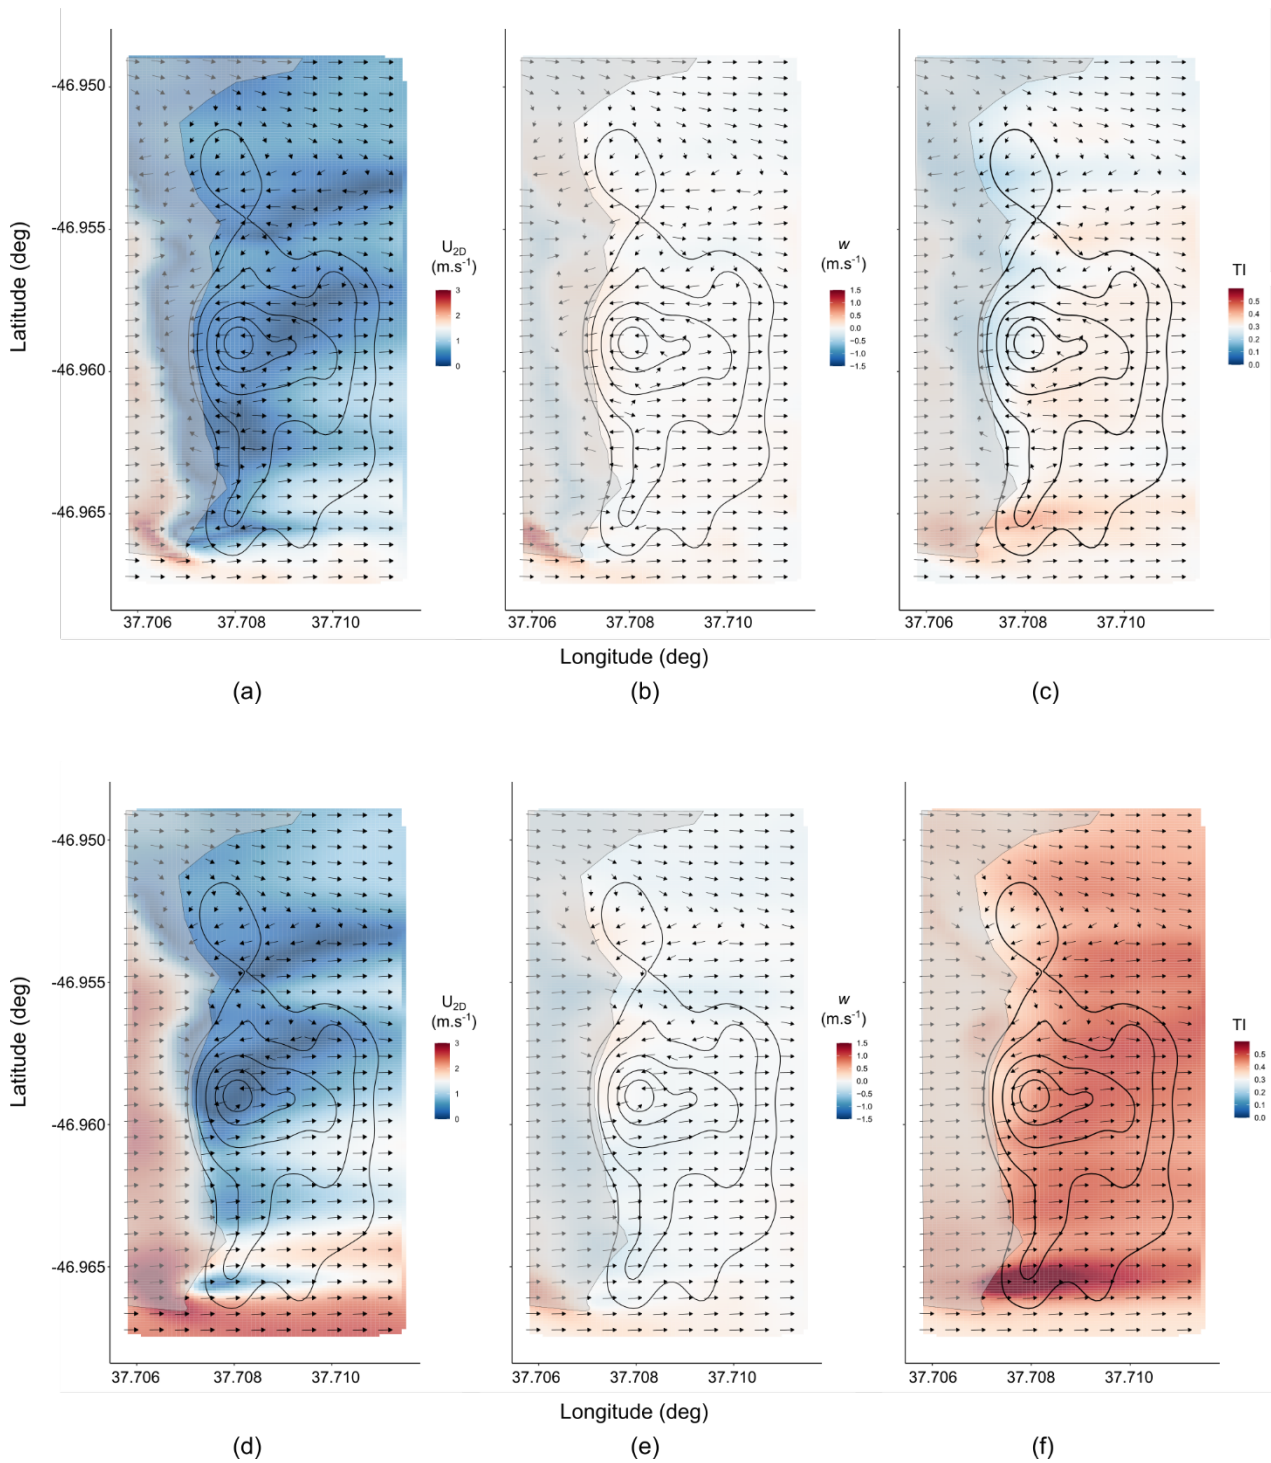 -46.950
-46.955
-46.960
-46.965
Latitude (deg)
U2D
(m.s-1)
3
2
1
0
w
(m.s-1)
1.5
1.0
0.5
0.0
−0.5
−1.0
−1.5
TI
0.5
0.4
0.3
0.2
0.1
0.0
37.706 37.708 37.710
37.706 37.708 37.710
37.706 37.708 37.710
Longitude (deg)
(a) (b) (c)
-46.950
-46.955
-46.960
-46.965
Latitude (deg)
U2D
(m.s-1)
3
2
1
0
w
(m.s-1)
1.5
1.0
0.5
0.0
−0.5
−1.0
−1.5
TI
0.5
0.4
0.3
0.2
0.1
0.0
37.706 37.708 37.710
37.706 37.708 37.710
37.706 37.708 37.710
Longitude (deg)
(d) (e) (f)